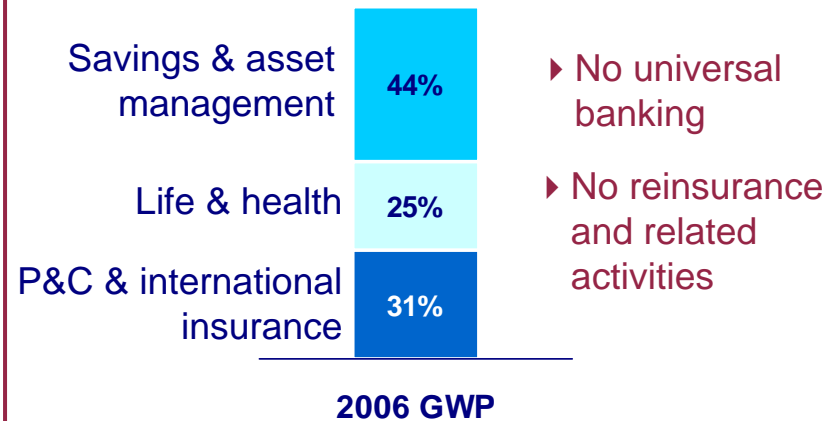 Savings & asset
management
44%
Life & health
25%
P&C & international
insurance
31%
2006 GWP
No universal
banking
No reinsurance
and related
activities